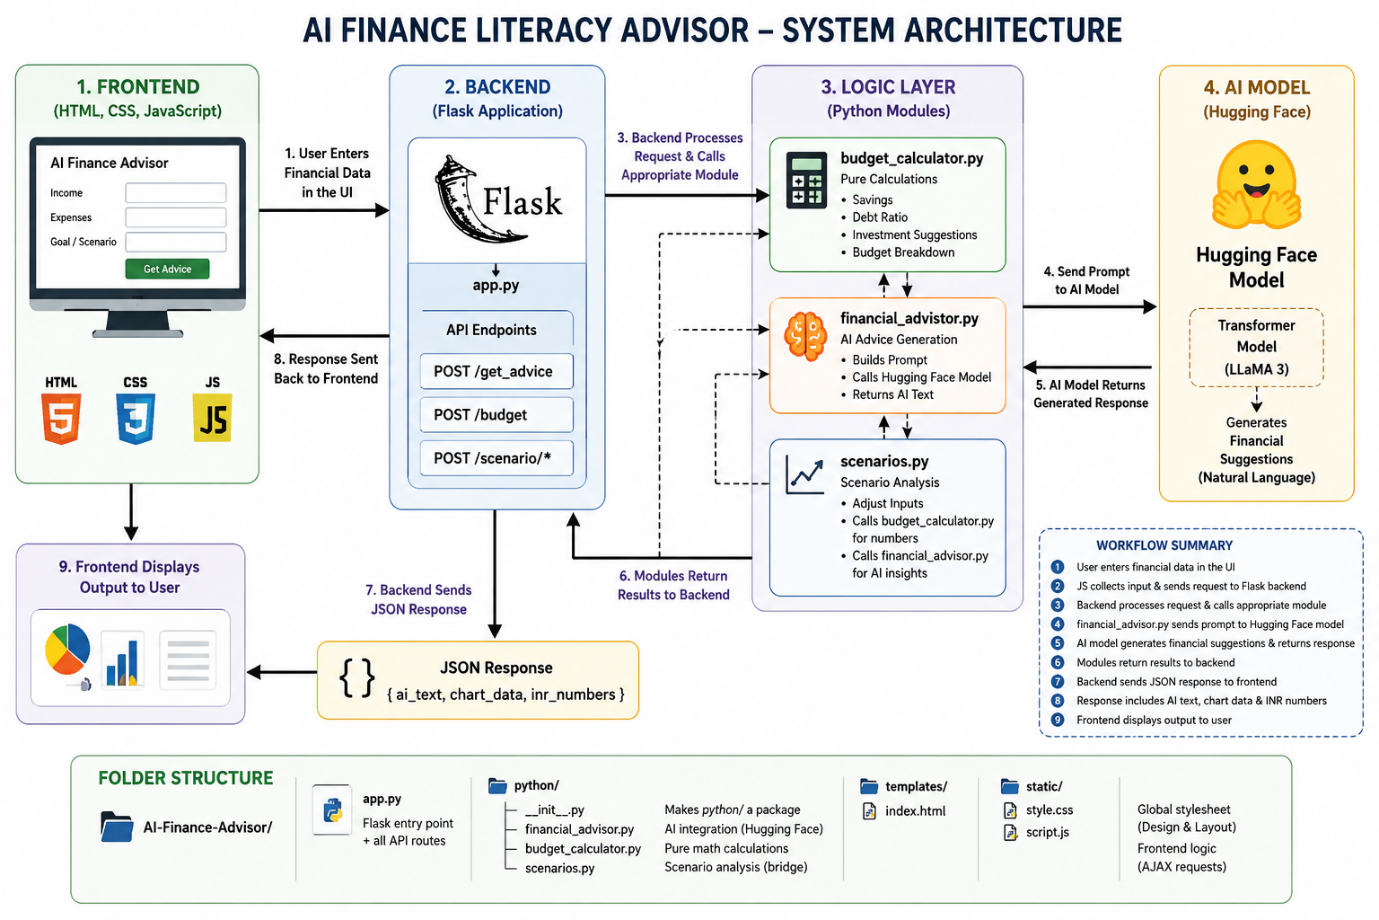 AI FINANCE LITERACY ADVISOR – SYSTEM ARCHITECTURE
1. FRONTEND
(HTML, CSS, JavaScript)
AI Finance Advisor
Income
Expenses
Goal / Scenario
Get Advice
HTML
CSS
JS
5
3
JS
1. User Enters
Financial Data
in the UI
8. Response Sent
Back to Frontend
2. BACKEND
(Flask Application)
Flask
app.py
API Endpoints
POST /get_advice
POST /budget
POST /scenario/*
3. Backend Processes
Request & Calls
Appropriate Module
3. LOGIC LAYER
(Python Modules)
budget_calculator.py
Pure Calculations
• Savings
• Debt Ratio
• Investment Suggestions
• Budget Breakdown
financial_advistor.py
AI Advice Generation
• Builds Prompt
• Calls Hugging Face Model
• Returns AI Text
scenarios.py
Scenario Analysis
• Adjust Inputs
• Calls budget_calculator.py
for numbers
• Calls financial_advisor.py
for AI insights
4. Send Prompt
to AI Model
5. AI Model Returns
Generated Response
4. AI MODEL
(Hugging Face)
Hugging Face
Model
Transformer
Model
(LLaMA 3)
Generates
Financial
Suggestions
(Natural Language)
6. Modules Return
Results to Backend
7. Backend Sends
JSON Response
9. Frontend Displays
Output to User
{ }
JSON Response
{ ai_text, chart_data, inr_numbers }
WORKFLOW SUMMARY
1 User enters financial data in the UI
2 JS collects input & sends request to Flask backend
3 Backend processes request & calls appropriate module
4 financial_advisor.py sends prompt to Hugging Face model
5 AI model generates financial suggestions & returns response
6 Modules return results to backend
7 Backend sends JSON response to frontend
8 Response includes AI text, chart data & INR numbers
9 Frontend displays output to user
FOLDER STRUCTURE
AI-Finance-Advisor/
app.py
Flask entry point
+ all API routes
python/
__init__.py Makes python/ a package
financial_advisor.py AI integration (Hugging Face)
budget_calculator.py Pure math calculations
scenarios.py Scenario analysis (bridge)
templates/
index.html
static/
style.css
script.js
Global stylesheet
(Design & Layout)
Frontend logic
(AJAX requests)